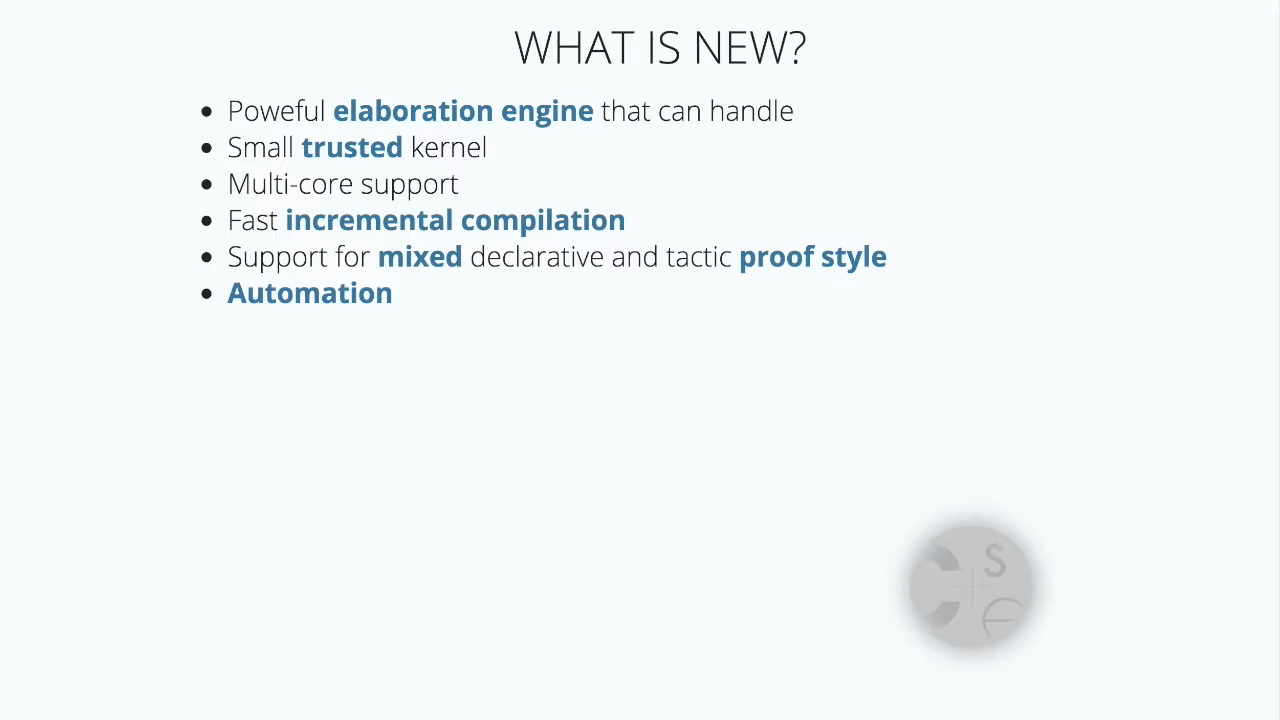 WHAT IS NEW?
Poweful elaboration engine that can handle
Small trusted kernel
Multi-core support
Fast incremental compilation
Support for mixed declarative and tactic proof style
Automation
C S
E